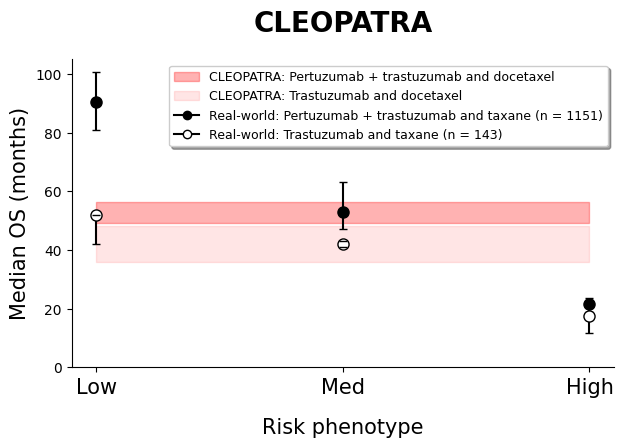 CLEOPATRA
CLEOPATRA: Pertuzumab + trastuzumab and docetaxel
CLEOPATRA: Trastuzumab and docetaxel
Real-world: Pertuzumab + trastuzumab and taxane (n = 1151)
Real-world: Trastuzumab and taxane (n = 143)
Median OS (months)
100
80
60
40
20
0
Low Med High
Risk phenotype